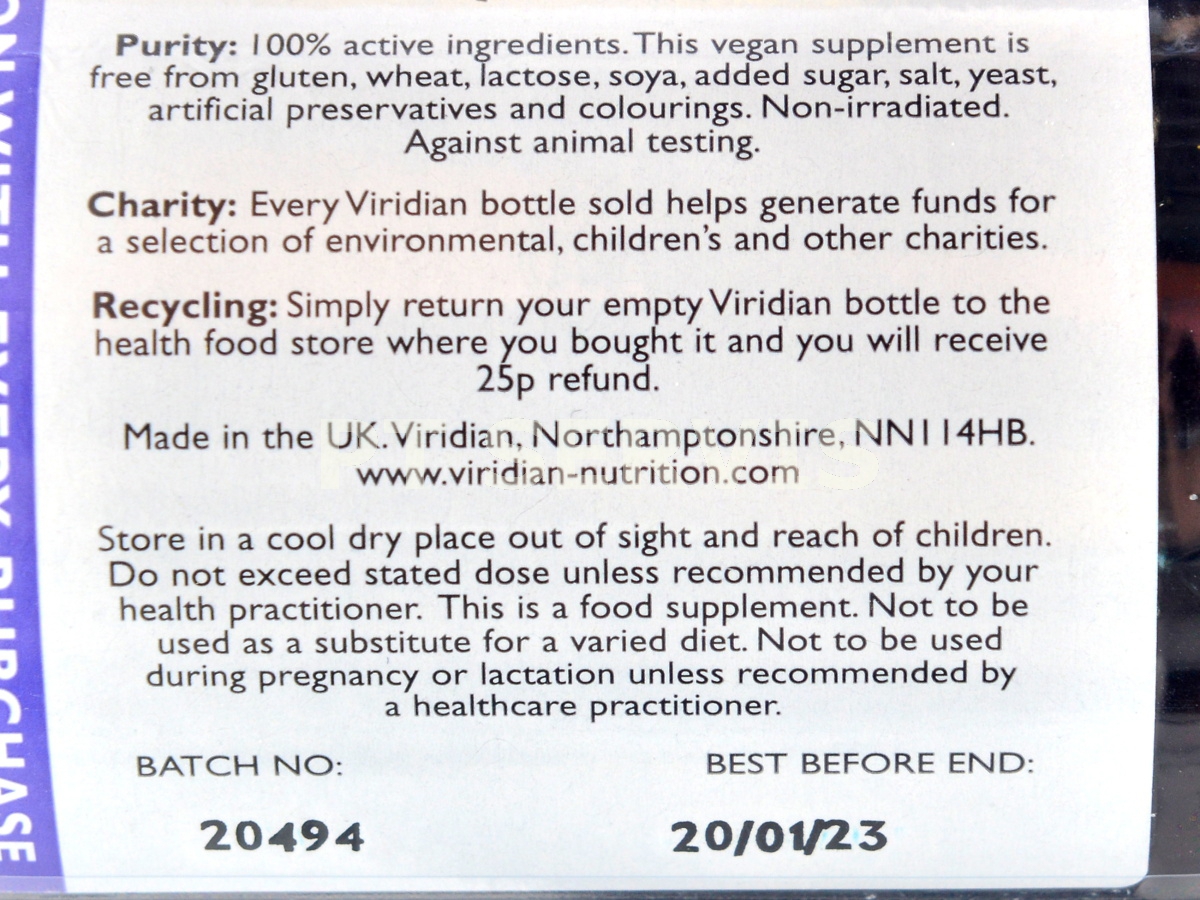 Purity: 100% active ingredients. This vegan supplement is
free from gluten, wheat, lactose, soya, added sugar, salt, yeast,
artificial preservatives and colourings. Non-irradiated.
Against animal testing.
Charity: Every Viridian bottle sold helps generate funds for
a selection of environmental, children's and other charities.
Recycling: Simply return your empty Viridian bottle to the
health food store where you bought it and you will receive
25p refund.
Made in the UK. Viridian, Northamptonshire, NN11 4HB.
www.viridian-nutrition.com
Store in a cool dry place out of sight and reach of children.
Do not exceed stated dose unless recommended by your
health practitioner. This is a food supplement. Not to be
used as a substitute for a varied diet. Not to be used
during pregnancy or lactation unless recommended by
a healthcare practitioner.
BATCH NO: BEST BEFORE END:
20494 20/01/23
WITH EVERY PURCHASE